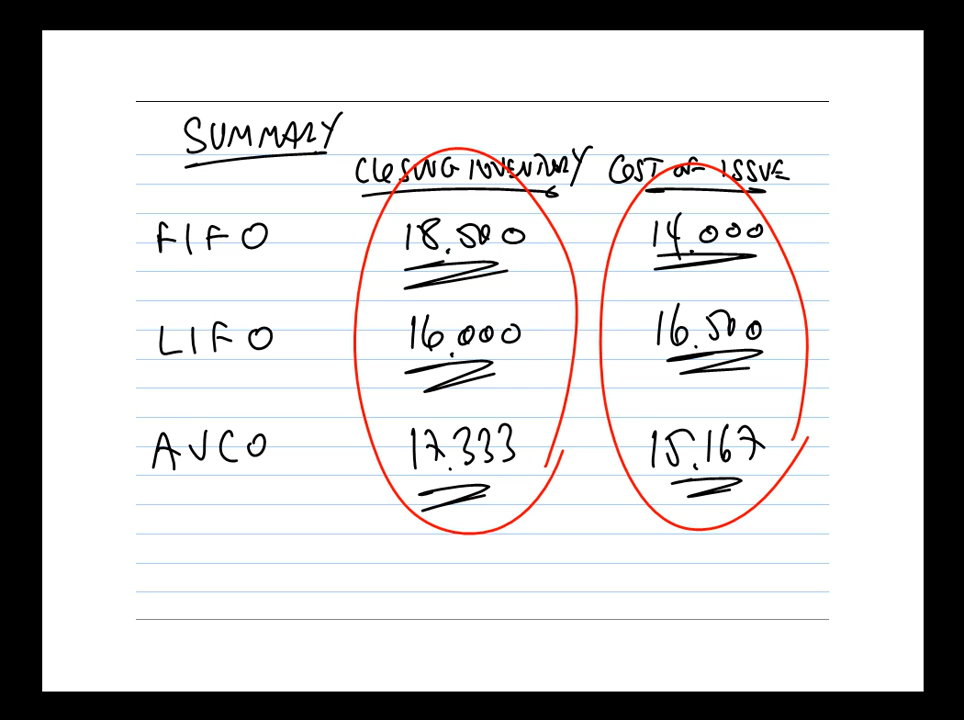 SUMMARY
CLOSING INVENTORY COST OF ISSUE
FIFO 18.500 14.000
LIFO 16.000 16.500
AVCO 17.333 15.167